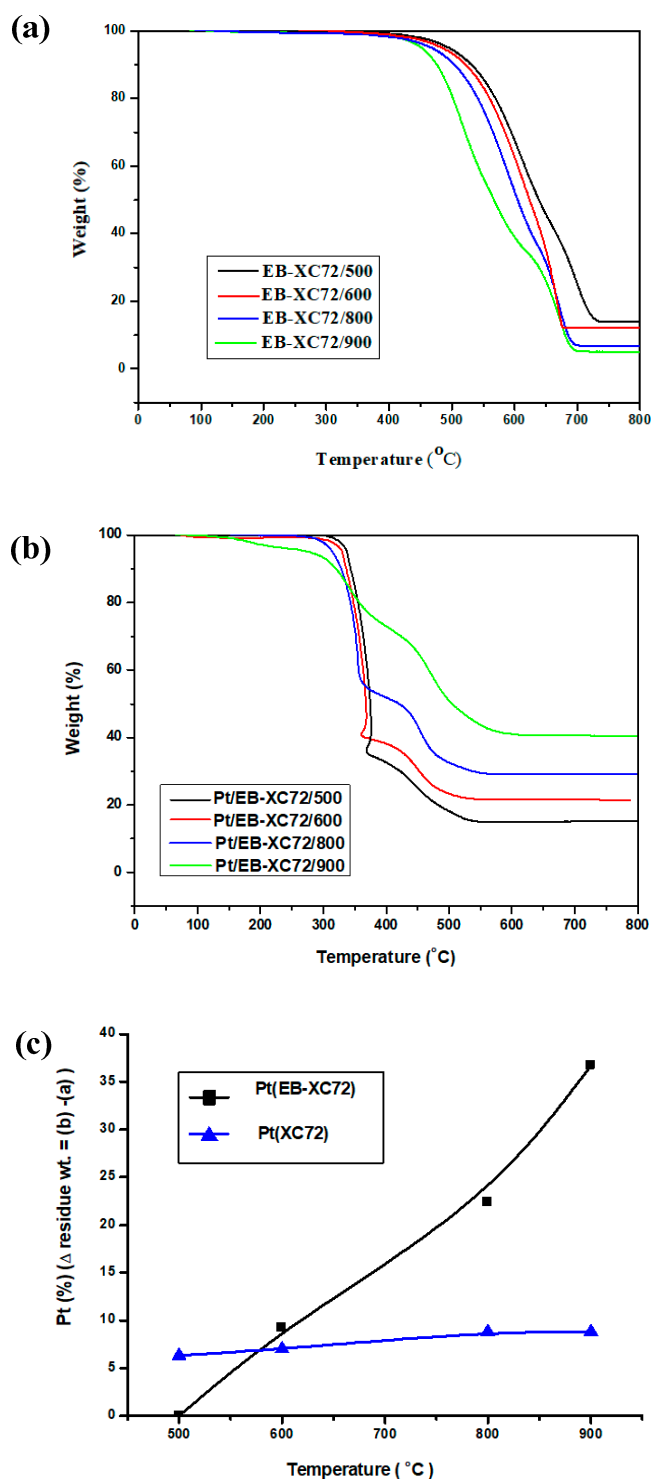 (a)
100
80
60
40
20
0
Weight (%)
EB-XC72/500
EB-XC72/600
EB-XC72/800
EB-XC72/900
0 100 200 300 400 500 600 700 800
Temperature (°C)
(b)
100
80
60
40
20
0
Weight (%)
Pt/EB-XC72/500
Pt/EB-XC72/600
Pt/EB-XC72/800
Pt/EB-XC72/900
0 100 200 300 400 500 600 700 800
Temperature (°C)
(c)
40
35
30
25
20
15
10
5
0
Pt (%) (Δ residue wt. = (b) -(a) )
Pt(EB-XC72)
Pt(XC72)
500 600 700 800 900
Temperature ( °C)